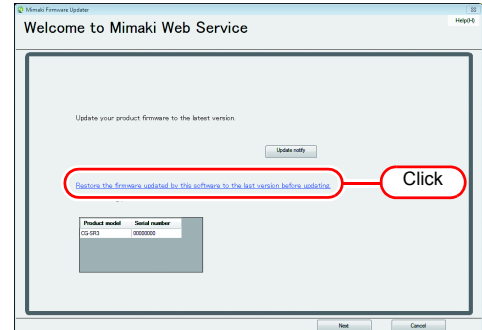 Mimaki Firmware Updater
Help(H)
Welcome to Mimaki Web Service
Update your product firmware to the latest version.
Update notify
Restore the firmware updated by this software to the last version before updating.
Click
Product model Serial number
CG-SR3 00000000
Next Cancel